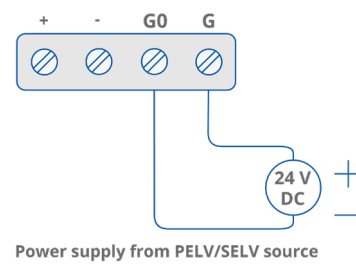 + - G0 G
24 V
DC
+
-
Power supply from PELV/SELV source